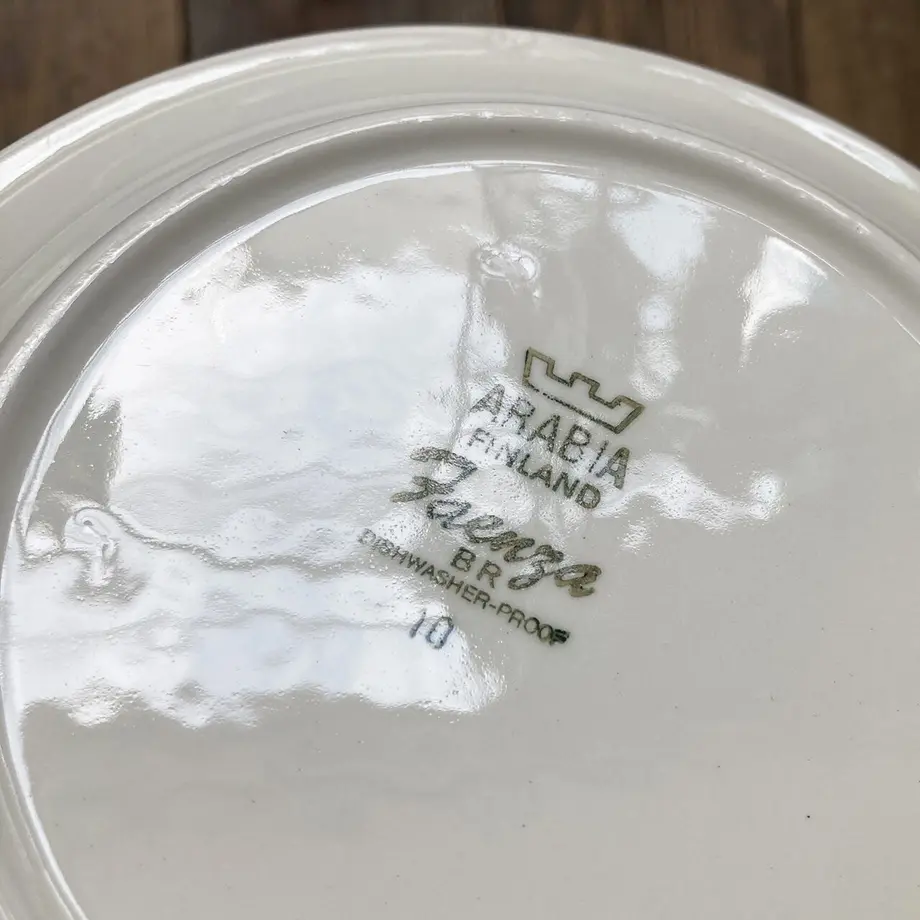 ARABIA
FINLAND
Faenza
BR
DISHWASHER-PROOF
10